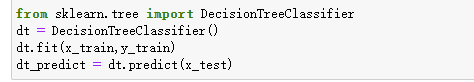 from sklearn.tree import DecisionTreeClassifier
dt = DecisionTreeClassifier()
dt.fit(x_train,y_train)
dt_predict = dt.predict(x_test)